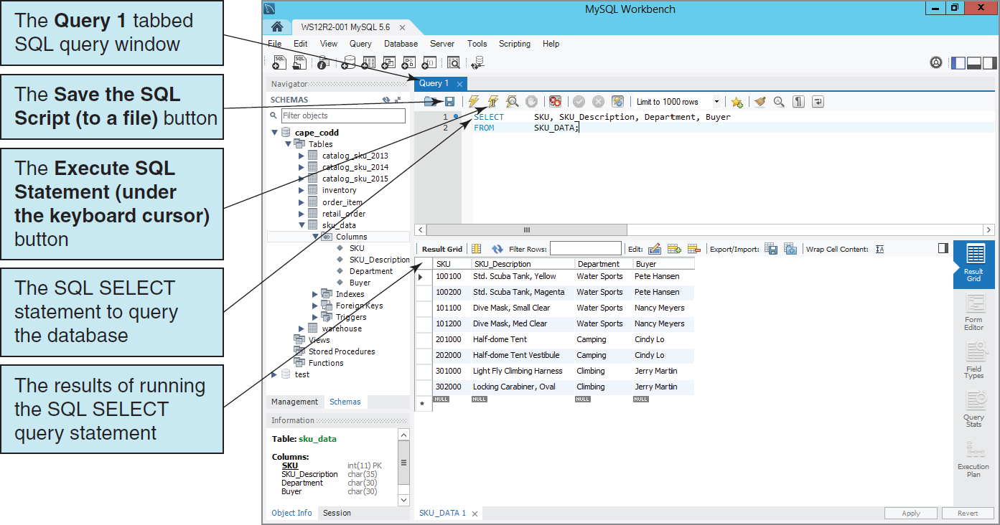 The Query 1 tabbed
SQL query window
The Save the SQL
Script (to a file) button
The Execute SQL
Statement (under
the keyboard cursor)
button
The SQL SELECT
statement to query
the database
The results of running
the SQL SELECT
query statement
MySQL Workbench
WS12R2-001 MySQL 5.6
File Edit View Query Database Server Tools Scripting Help
Navigator
SCHEMAS
Filter objects
cape_codd
Tables
catalog_sku_2013
catalog_sku_2014
catalog_sku_2015
inventory
order_item
retail_order
sku_data
Columns
SKU
SKU_Description
Department
Buyer
Indexes
Foreign Keys
Triggers
warehouse
Views
Stored Procedures
Functions
test
Management Schemas
Information
Table: sku_data
Columns:
SKU int(11) PK
SKU_Description char(35)
Department char(30)
Buyer char(30)
Object Info Session
Query 1
Limit to 1000 rows
1 SELECT SKU, SKU_Description, Department, Buyer
2 FROM SKU_DATA;
Result Grid Filter Rows: Edit: Export/Import: Wrap Cell Content:
SKU SKU_Description Department Buyer
100100 Std. Scuba Tank, Yellow Water Sports Pete Hansen
100200 Std. Scuba Tank, Magenta Water Sports Pete Hansen
101100 Dive Mask, Small Clear Water Sports Nancy Meyers
101200 Dive Mask, Med Clear Water Sports Nancy Meyers
201000 Half-dome Tent Camping Cindy Lo
202000 Half-dome Tent Vestibule Camping Cindy Lo
301000 Light Fly Climbing Harness Climbing Jerry Martin
302000 Locking Carabiner, Oval Climbing Jerry Martin
NULL NULL NULL NULL
Result
Grid
Form
Editor
Field
Types
Query
Stats
Execution
Plan
SKU_DATA 1
Apply Revert